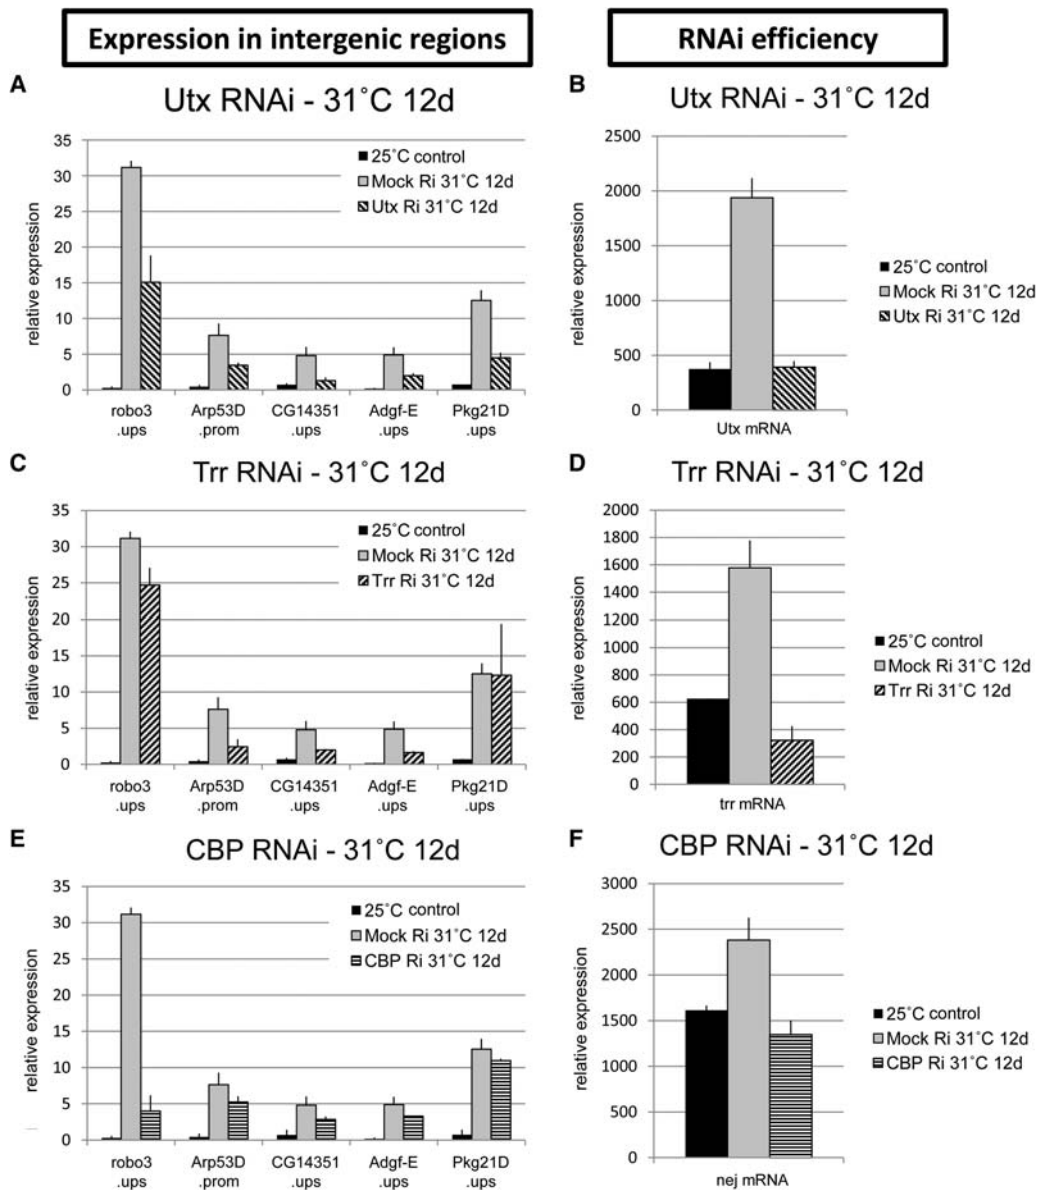 Expression in intergenic regions
RNAi efficiency
A
Utx RNAi - 31˚C 12d
35
30
25
20
15
10
5
0
relative expression
25˚C control
Mock Ri 31˚C 12d
Utx Ri 31˚C 12d
robo3 .ups
Arp53D .prom
CG14351 .ups
Adgf-E .ups
Pkg21D .ups
B
Utx RNAi - 31˚C 12d
2500
2000
1500
1000
500
0
relative expression
25˚C control
Mock Ri 31˚C 12d
Utx Ri 31˚C 12d
Utx mRNA
C
Trr RNAi - 31˚C 12d
35
30
25
20
15
10
5
0
relative expression
25˚C control
Mock Ri 31˚C 12d
Trr Ri 31˚C 12d
robo3 .ups
Arp53D .prom
CG14351 .ups
Adgf-E .ups
Pkg21D .ups
D
Trr RNAi - 31˚C 12d
2000
1800
1600
1400
1200
1000
800
600
400
200
0
relative expression
25˚C control
Mock Ri 31˚C 12d
Trr Ri 31˚C 12d
trr mRNA
E
CBP RNAi - 31˚C 12d
35
30
25
20
15
10
5
0
relative expression
25˚C control
Mock Ri 31˚C 12d
CBP Ri 31˚C 12d
robo3 .ups
Arp53D .prom
CG14351 .ups
Adgf-E .ups
Pkg21D .ups
F
CBP RNAi - 31˚C 12d
3000
2500
2000
1500
1000
500
0
relative expression
25˚C control
Mock Ri 31˚C 12d
CBP Ri 31˚C 12d
nej mRNA